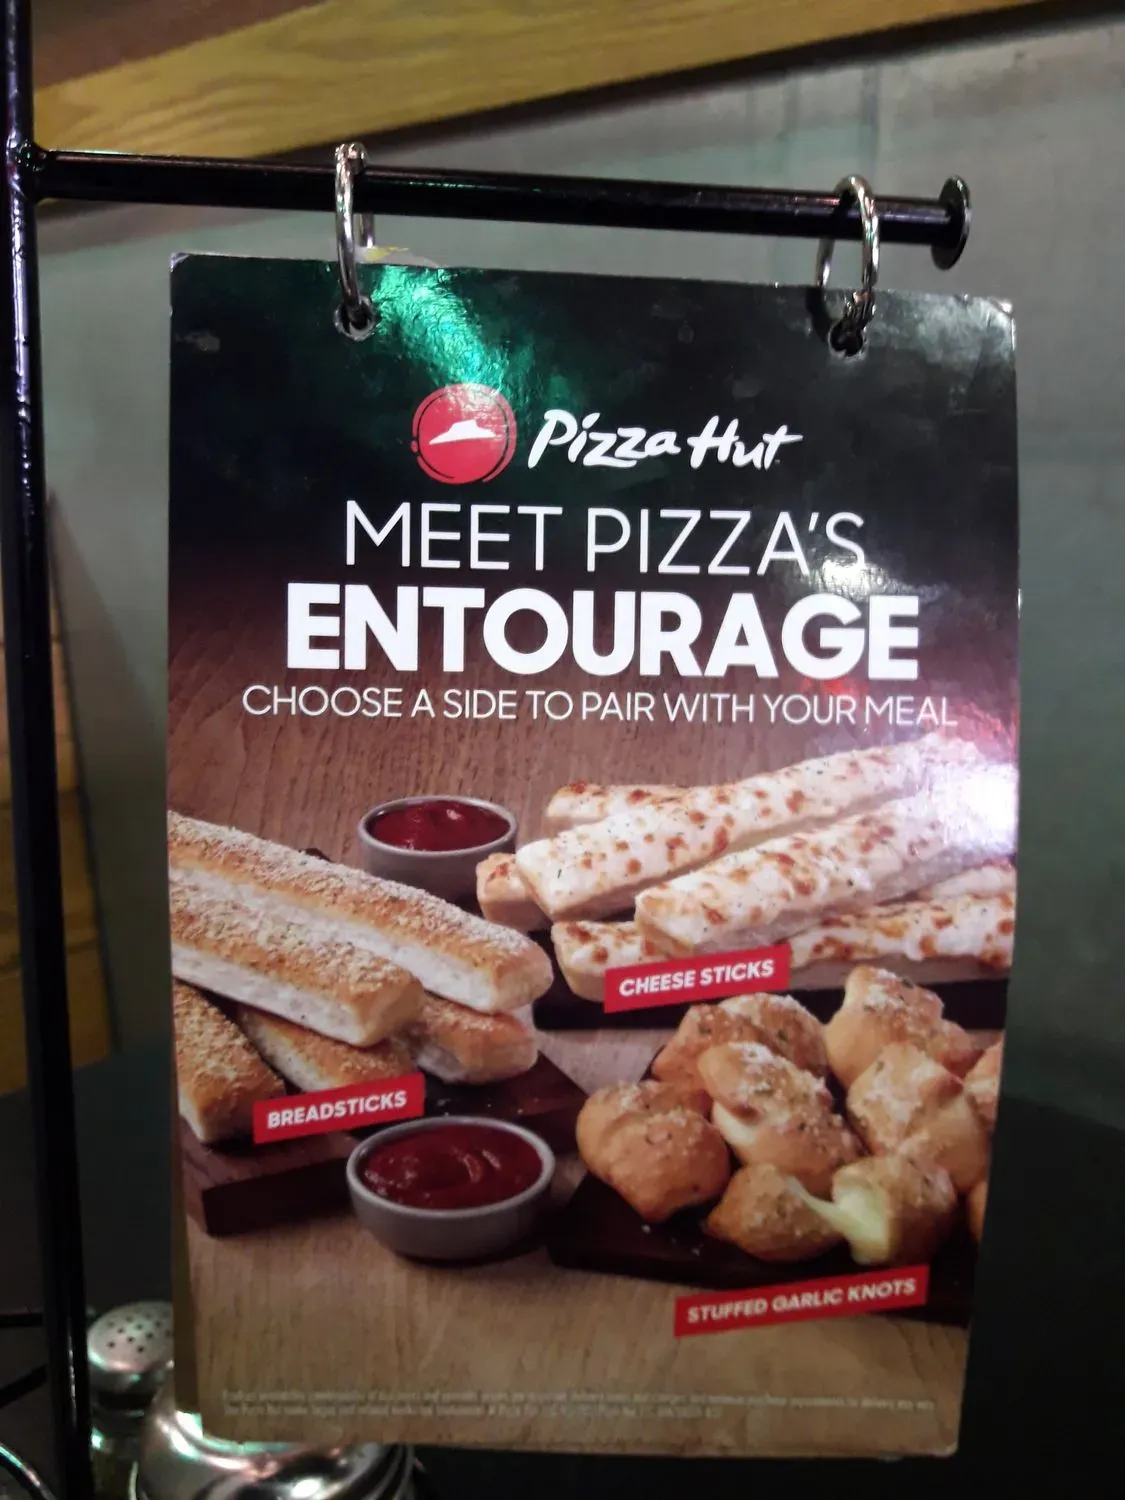 Pizza Hut
MEET PIZZA'S
ENTOURAGE
CHOOSE A SIDE TO PAIR WITH YOUR MEAL
CHEESE STICKS
BREADSTICKS
STUFFED GARLIC KNOTS